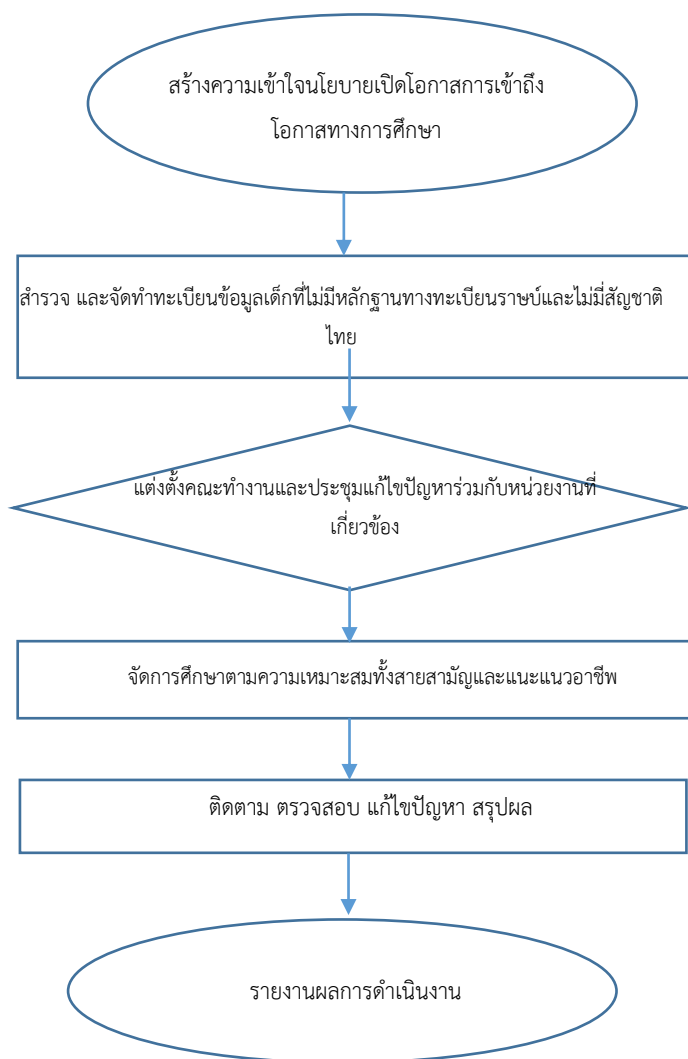 สร้างความเข้าใจนโยบายเปิดโอกาสการเข้าถึง
โอกาสทางการศึกษา
สำรวจ และจัดทำทะเบียนข้อมูลเด็กที่ไม่มีหลักฐานทางทะเบียนราษบ์และไม่มี่สัญชาติ
ไทย
แต่งตั้งคณะทำงานและประชุมแก้ไขปัญหาร่วมกับหน่วยงานที่
เกี่ยวข้อง
จัดการศึกษาตามความเหมาะสมทั้งสายสามัญและแนะแนวอาชีพ
ติดตาม ตรวจสอบ แก้ไขปัญหา สรุปผล
รายงานผลการดำเนินงาน